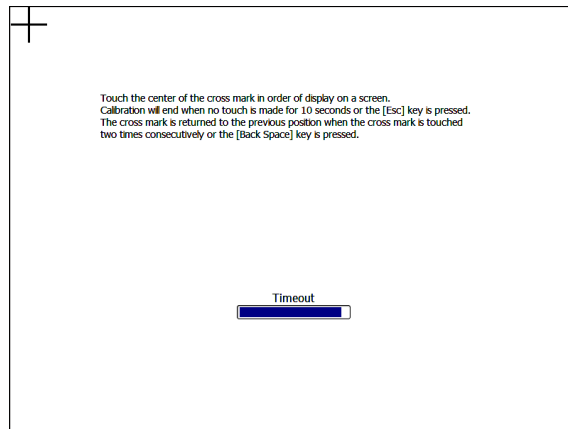 Touch the center of the cross mark in order of display on a screen.
Calibration will end when no touch is made for 10 seconds or the [Esc] key is pressed.
The cross mark is returned to the previous position when the cross mark is touched
two times consecutively or the [Back Space] key is pressed.
Timeout